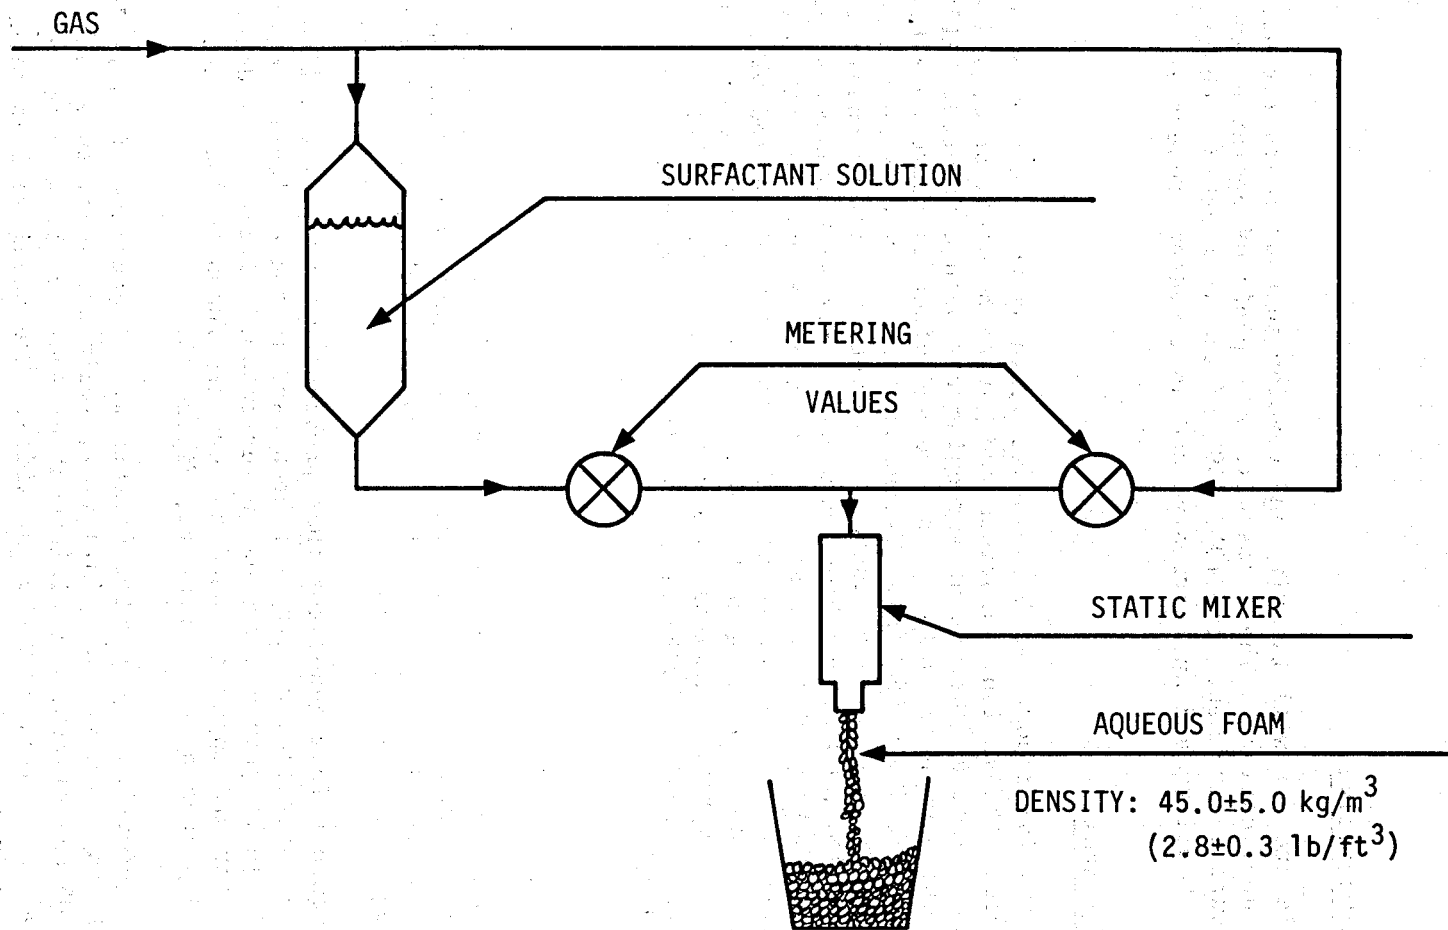 GAS
SURFACTANT SOLUTION
METERING
VALUES
STATIC MIXER
AQUEOUS FOAM
DENSITY: 45.0±5.0 kg/m³
(2.8±0.3 lb/ft³)